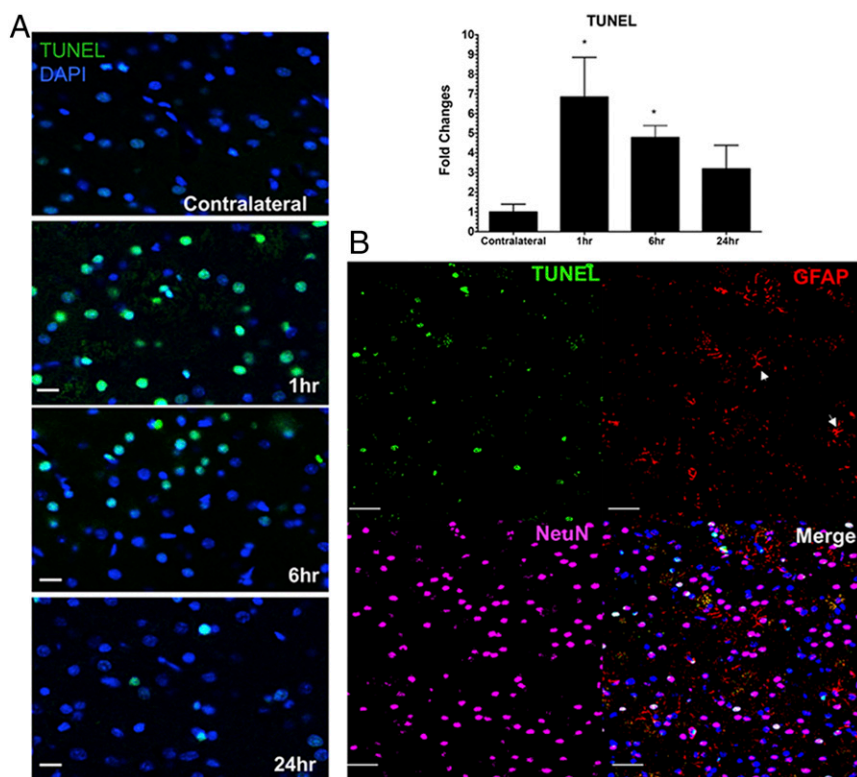 A
TUNEL
DAPI
Contralateral
1hr
6hr
24hr
TUNEL
Fold Changes
10
9
8
7
6
5
4
3
2
1
0
*
*
Contralateral 1hr 6hr 24hr
B
TUNEL
GFAP
NeuN
Merge